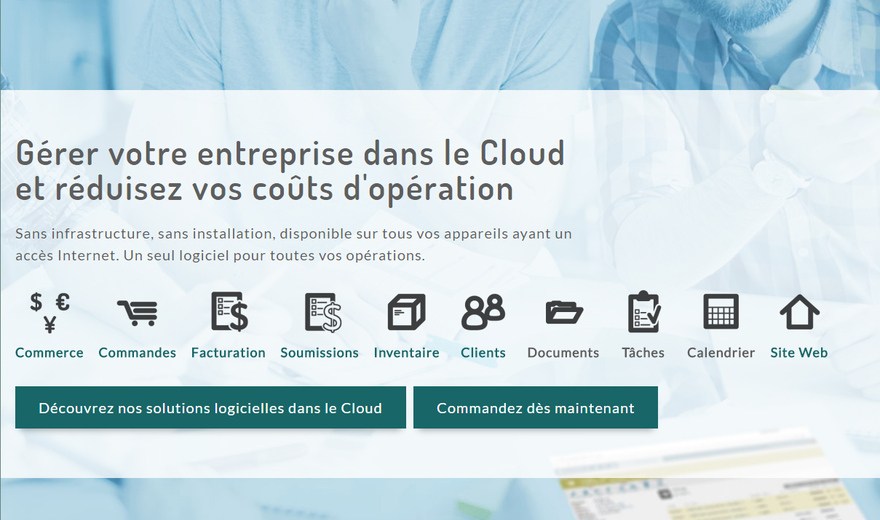 Gérer votre entreprise dans le Cloud
et réduisez vos coûts d'opération
Sans infrastructure, sans installation, disponible sur tous vos appareils ayant un
accès Internet. Un seul logiciel pour toutes vos opérations.
$ €
¥
Commerce Commandes Facturation Soumissions Inventaire Clients Documents Tâches Calendrier Site Web
Découvrez nos solutions logicielles dans le Cloud Commandez dès maintenant